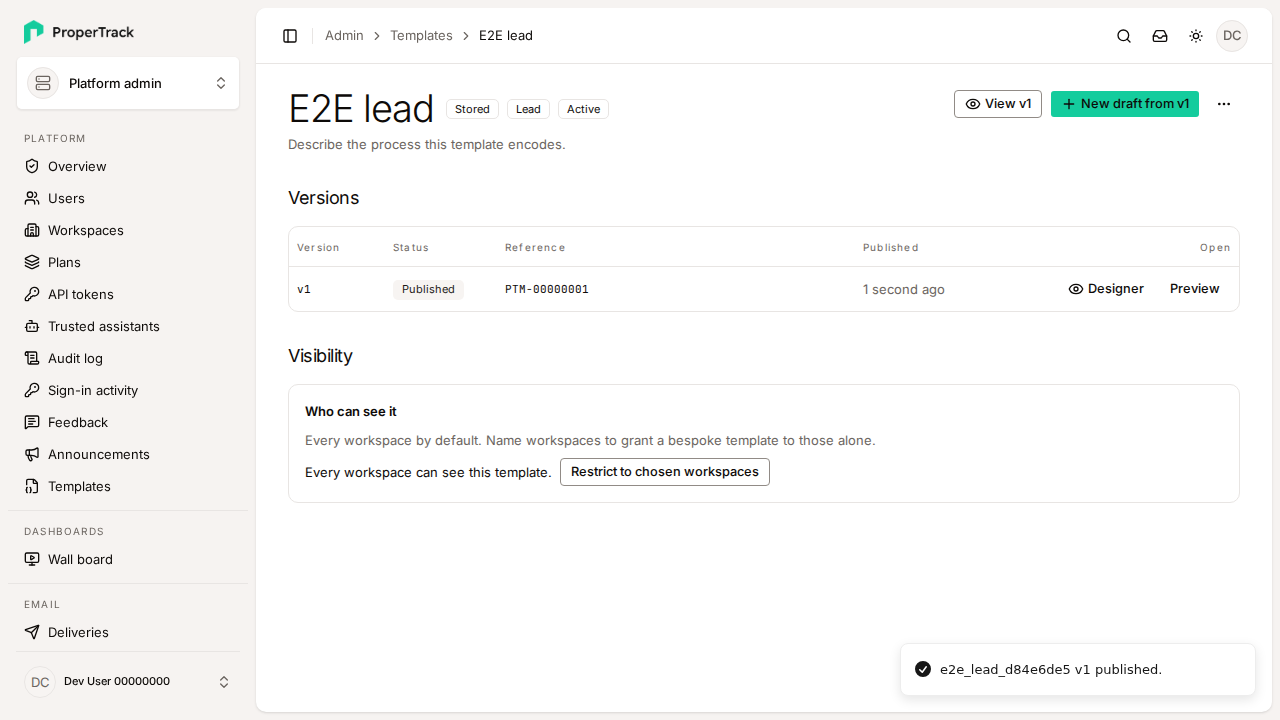 ProperTrack
Platform admin
PLATFORM
Overview
Users
Workspaces
Plans
API tokens
Trusted assistants
Audit log
Sign-in activity
Feedback
Announcements
Templates
DASHBOARDS
Wall board
EMAIL
Deliveries
DC Dev User 00000000
Admin > Templates > E2E lead
DC
E2E lead Stored Lead Active
View v1 New draft from v1
Describe the process this template encodes.
Versions
Version Status Reference Published Open
v1 Published PTM-00000001 1 second ago Designer Preview
Visibility
Who can see it
Every workspace by default. Name workspaces to grant a bespoke template to those alone.
Every workspace can see this template. Restrict to chosen workspaces
e2e_lead_d84e6de5 v1 published.